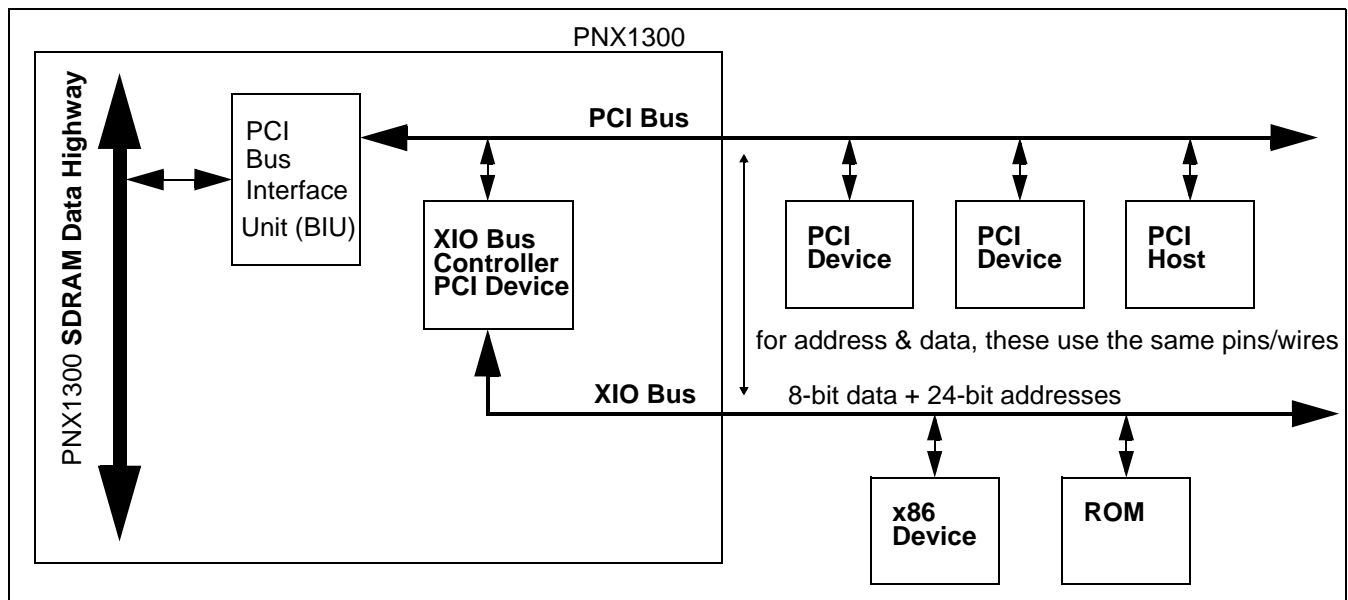 PNX1300
PNX1300 SDRAM Data Highway
PCI
Bus
Interface
Unit (BIU)
PCI Bus
XIO Bus
Controller
PCI Device
PCI
Device
PCI
Device
PCI
Host
for address & data, these use the same pins/wires
XIO Bus
8-bit data + 24-bit addresses
x86
Device
ROM